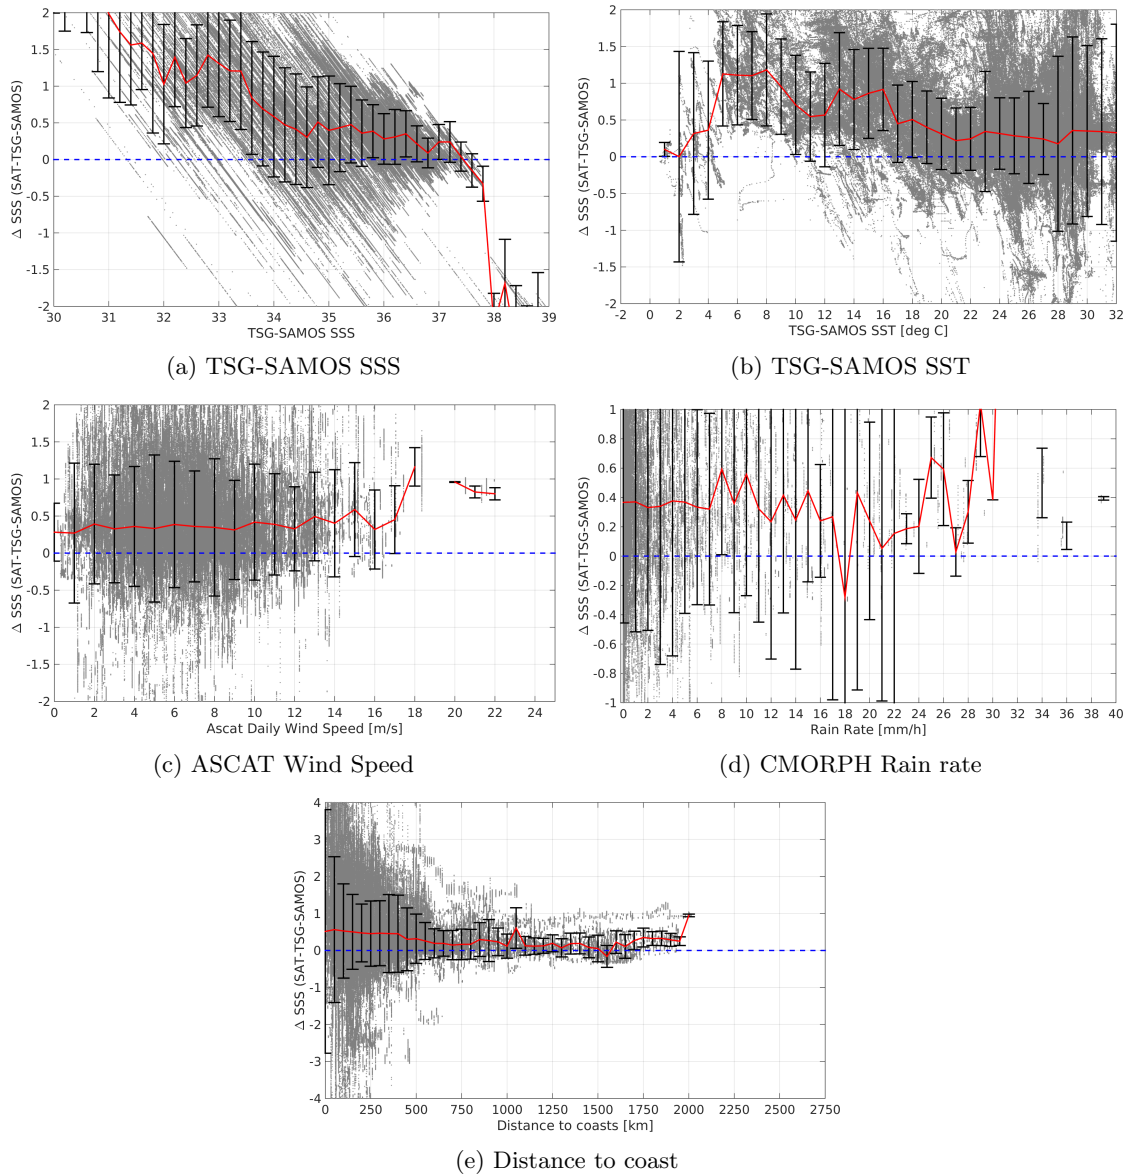 2
1.5
1
0.5
0
-0.5
-1
-1.5
-2
Δ SSS (SAT-TSG-SAMOS)
30 31 32 33 34 35 36 37 38 39
TSG-SAMOS SSS
(a) TSG-SAMOS SSS
2
1.5
1
0.5
0
-0.5
-1
-1.5
-2
Δ SSS (SAT-TSG-SAMOS)
-2 0 2 4 6 8 10 12 14 16 18 20 22 24 26 28 30 32
TSG-SAMOS SST [deg C]
(b) TSG-SAMOS SST
2
1.5
1
0.5
0
-0.5
-1
-1.5
-2
Δ SSS (SAT-TSG-SAMOS)
0 2 4 6 8 10 12 14 16 18 20 22 24
Ascat Daily Wind Speed [m/s]
(c) ASCAT Wind Speed
1
0.8
0.6
0.4
0.2
0
-0.2
-0.4
-0.6
-0.8
-1
Δ SSS (SAT-TSG-SAMOS)
0 2 4 6 8 10 12 14 16 18 20 22 24 26 28 30 32 34 36 38 40
Rain Rate [mm/h]
(d) CMORPH Rain rate
4
3
2
1
0
-1
-2
-3
-4
Δ SSS (SAT-TSG-SAMOS)
0 250 500 750 1000 1250 1500 1750 2000 2250 2500 2750
Distance to coasts [km]
(e) Distance to coast